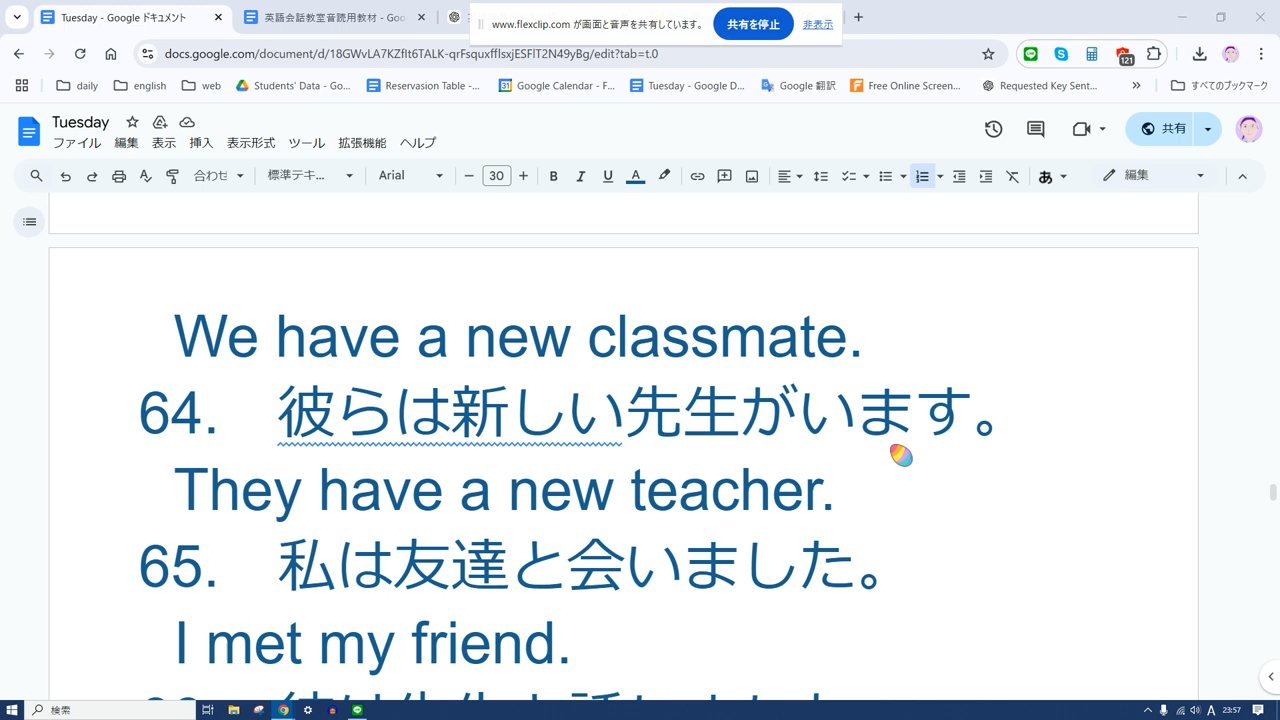 Tuesday - Google ドキュメント
英語会話教室音読用教材 - Goo
www.flexclip.com が画面と音声を共有しています。 共有を停止 非表示
docs.google.com/document/d/18GWvLA7KZflt6TALK-qrFsquxfflsxjESFlT2N49yBg/edit?tab=t.0
121
daily english web Students' Data - Go... Reservasion Table -... Google Calendar - F... Tuesday - Google D... Google 翻訳 Free Online Screen... Requested Key Sent... すべてのブックマーク
Tuesday
ファイル 編集 表示 挿入 表示形式 ツール 拡張機能 ヘルプ
共有
合わせ 標準テキ... Arial 30 B I U A あ 編集
We have a new classmate.
64. 彼らは新しい先生がいます。
They have a new teacher.
65. 私は友達と会いました。
I met my friend.
検索 A 23:57